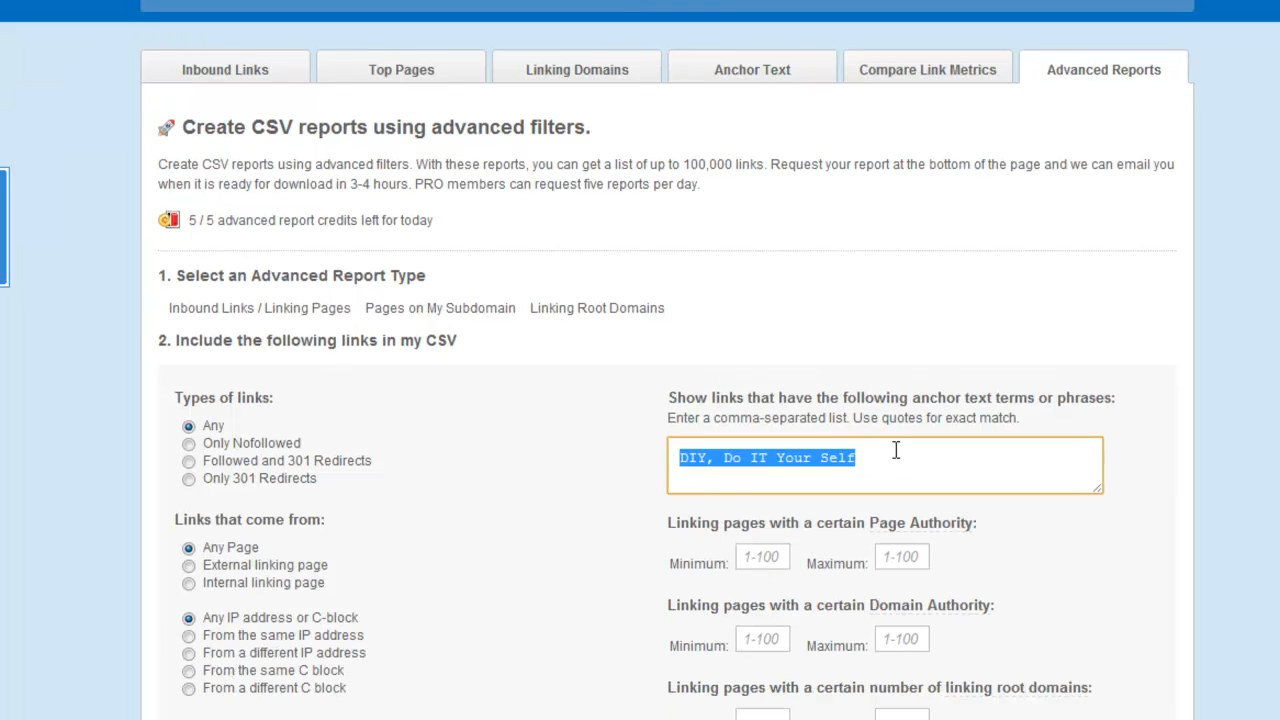 Inbound Links
Top Pages
Linking Domains
Anchor Text
Compare Link Metrics
Advanced Reports
Create CSV reports using advanced filters.
Create CSV reports using advanced filters. With these reports, you can get a list of up to 100,000 links. Request your report at the bottom of the page and we can email you
when it is ready for download in 3-4 hours. PRO members can request five reports per day.
5 / 5 advanced report credits left for today
1. Select an Advanced Report Type
Inbound Links / Linking Pages
Pages on My Subdomain
Linking Root Domains
2. Include the following links in my CSV
Types of links:
Any
Only Nofollowed
Followed and 301 Redirects
Only 301 Redirects
Links that come from:
Any Page
External linking page
Internal linking page
Any IP address or C-block
From the same IP address
From a different IP address
From the same C block
From a different C block
Show links that have the following anchor text terms or phrases:
Enter a comma-separated list. Use quotes for exact match.
DIY, Do IT Your Self
Linking pages with a certain Page Authority:
Minimum: 1-100 Maximum: 1-100
Linking pages with a certain Domain Authority:
Minimum: 1-100 Maximum: 1-100
Linking pages with a certain number of linking root domains: